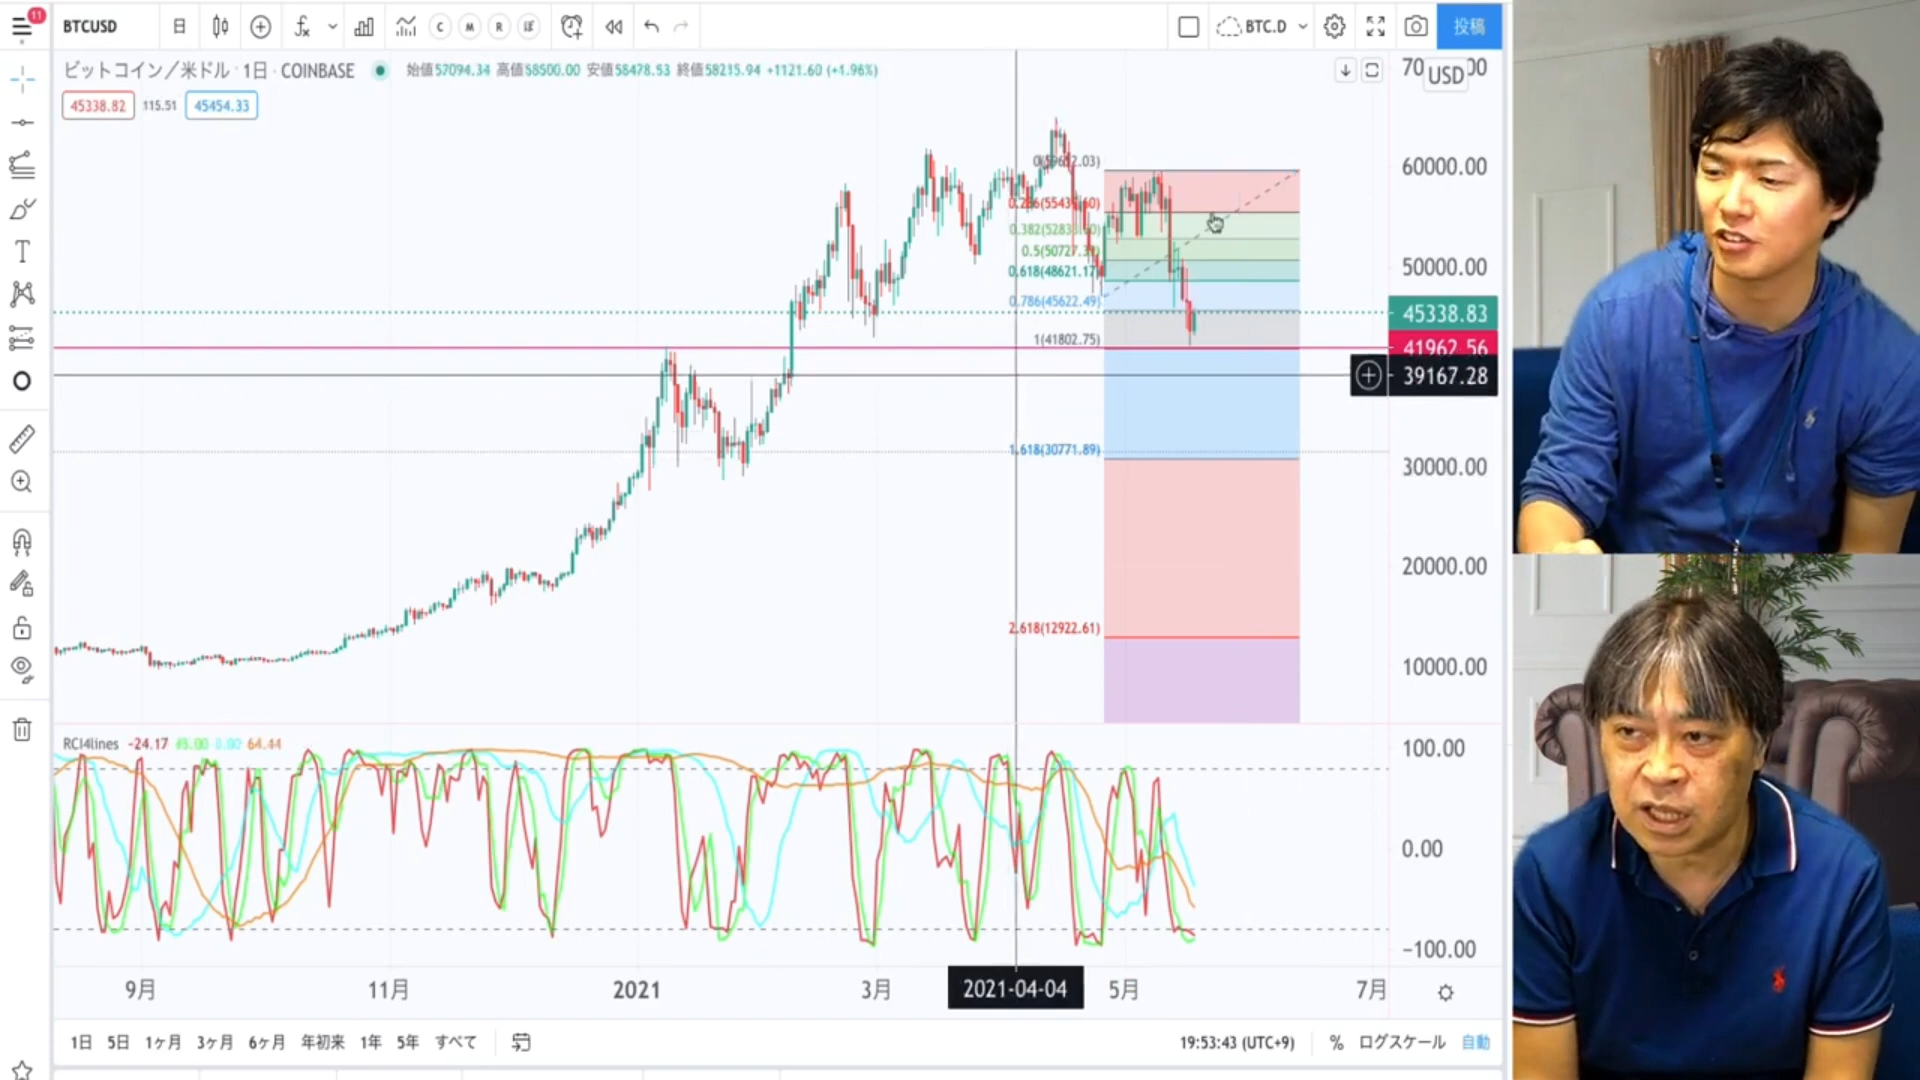 11
BTCUSD
日
C
M
R
BTC.D
投稿
ビットコイン／米ドル · 1日 · COINBASE
始値57094.34 高値58500.00 安値58478.53 終値58215.94 +1121.60 (+1.96%)
45338.82 115.51 45454.33
USD
60000.00
50000.00
45338.83
41962.56
39167.28
30000.00
20000.00
10000.00
0.382(5283
0.5(50727.3
0.618(48621.17)
0.786(45622.49)
1(41802.75)
1.618(30771.89)
2.618(12922.61)
RCI4lines -24.17 64.44
100.00
0.00
-100.00
9月
11月
2021
3月
2021-04-04
5月
7月
1日 5日 1ヶ月 3ヶ月 6ヶ月 年初来 1年 5年 すべて
19:53:43 (UTC+9)
% ログスケール 自動